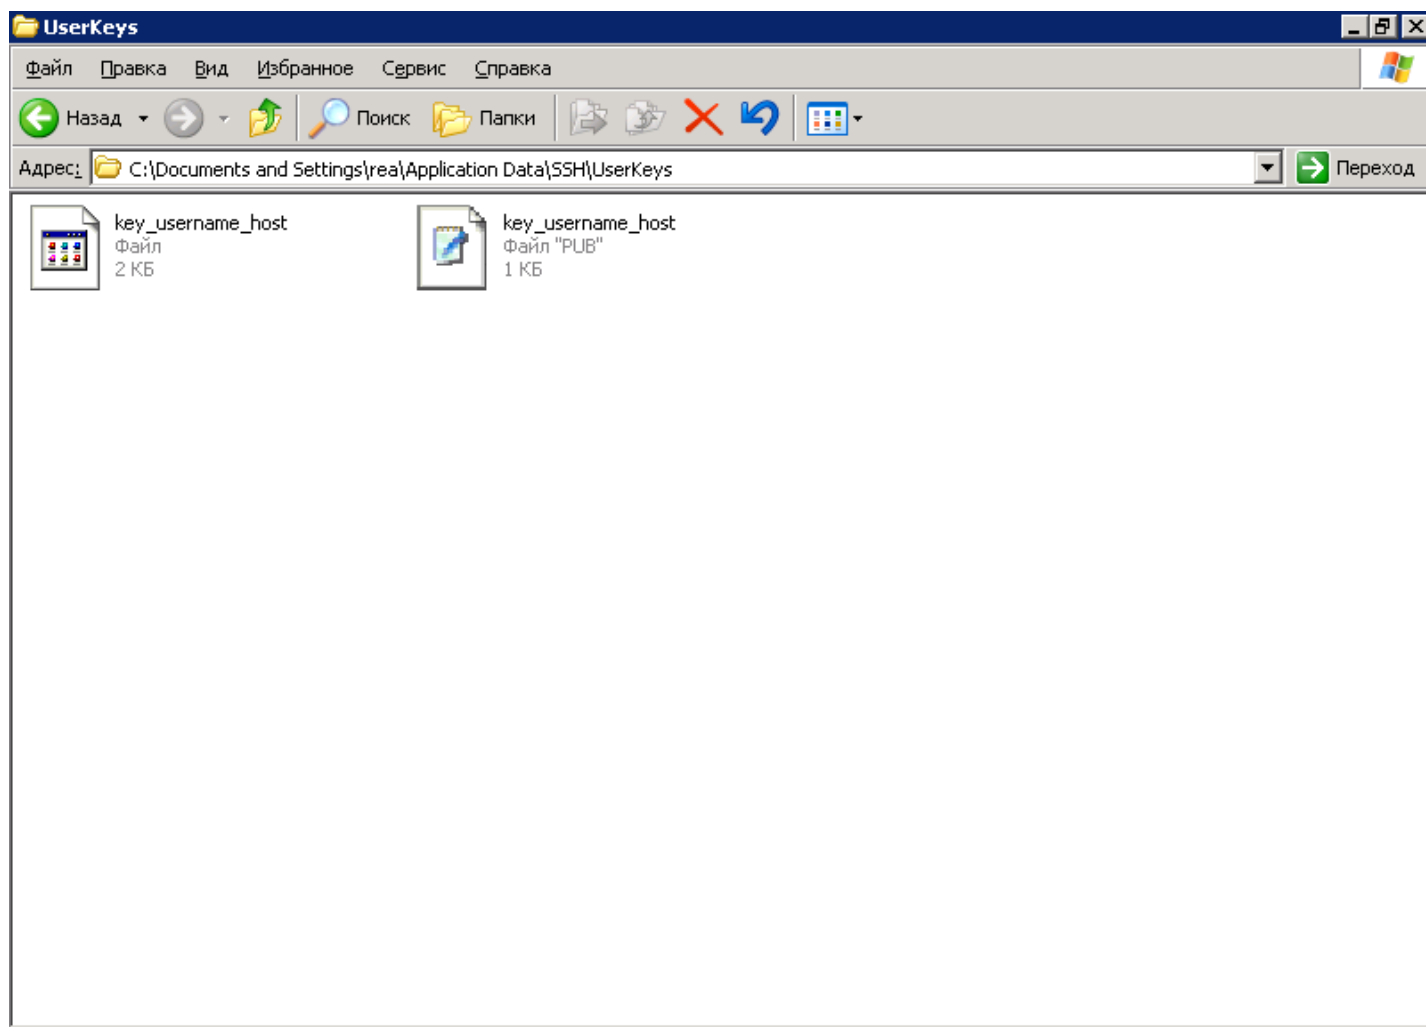 UserKeys
Файл Правка Вид Избранное Сервис Справка
Назад Поиск Папки
Адрес: C:\Documents and Settings\rea\Application Data\SSH\UserKeys Переход
key_username_host key_username_host
Файл Файл "PUB"
2 КБ 1 КБ